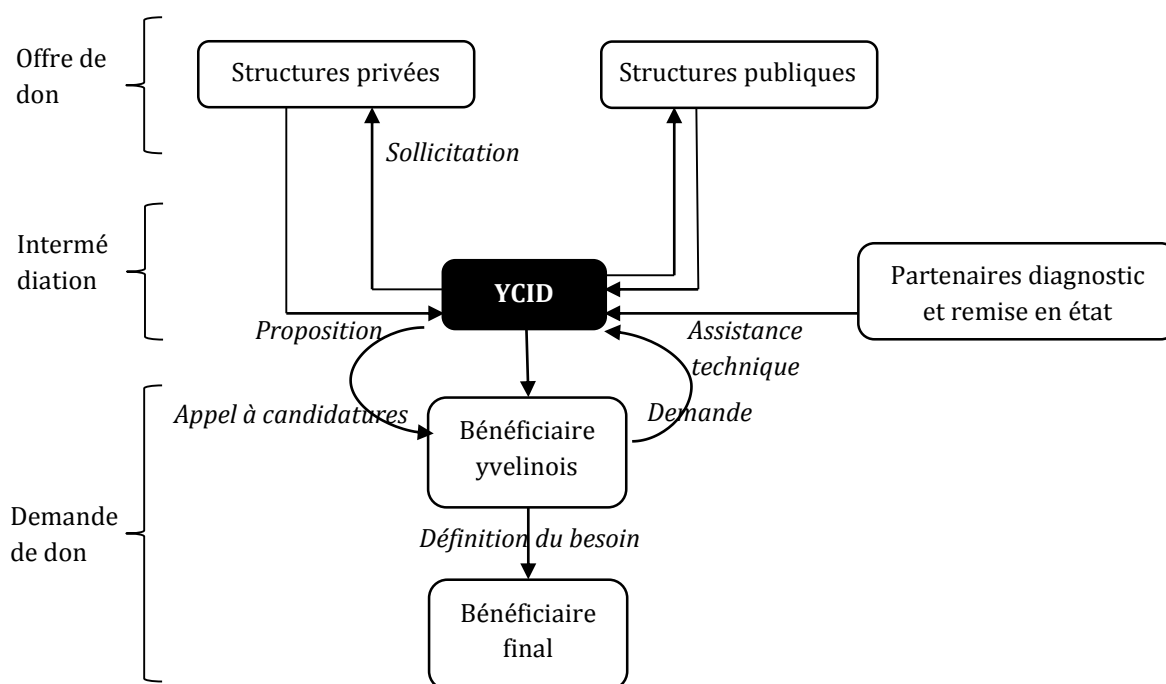 Offre de
don
Structures privées
Structures publiques
Sollicitation
Intermé
diation
YCID
Partenaires diagnostic
et remise en état
Proposition
Assistance
technique
Appel à candidatures
Demande
Bénéficiaire
yvelinois
Demande
de don
Définition du besoin
Bénéficiaire
final